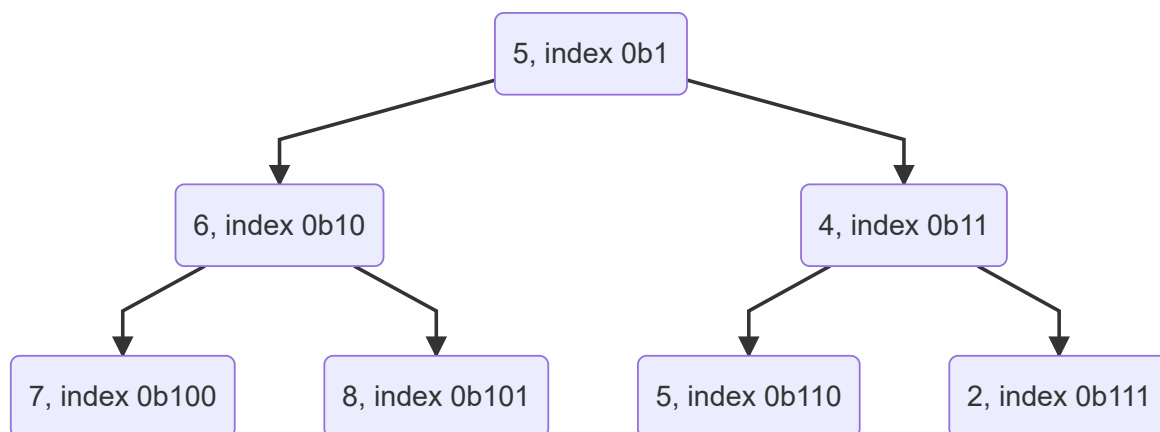 5, index 0b1
6, index 0b10
4, index 0b11
7, index 0b100
8, index 0b101
5, index 0b110
2, index 0b111